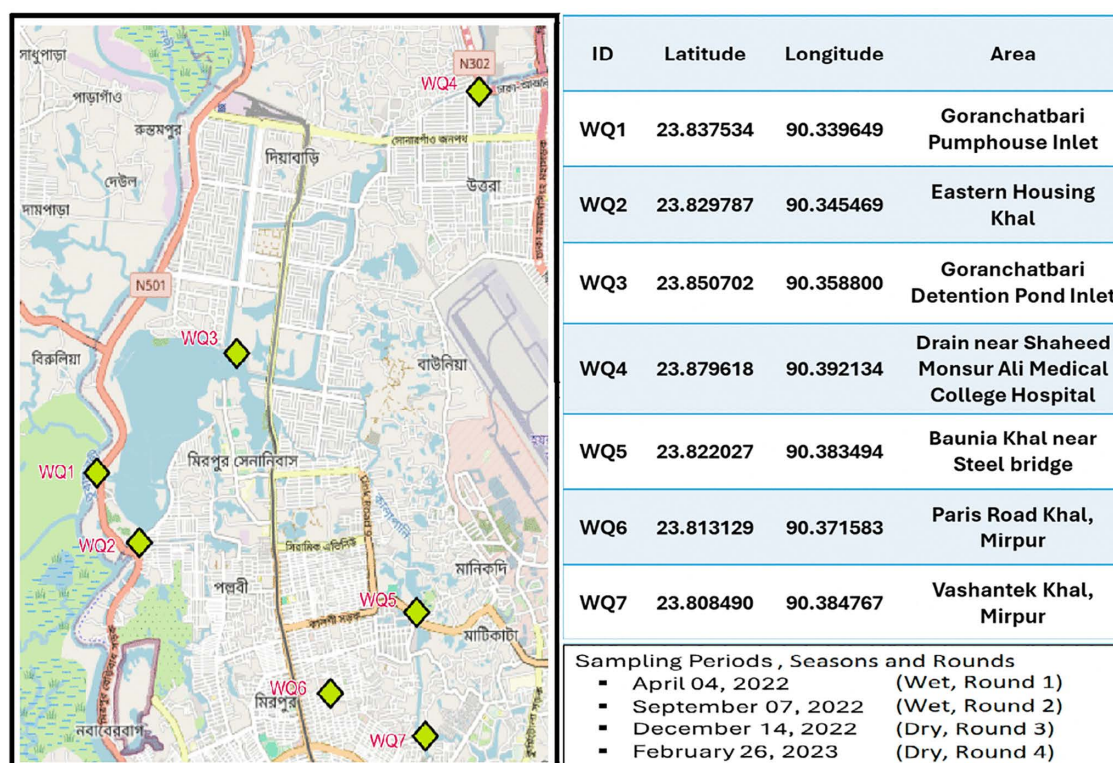 সাধুপাড়া
N302
WQ4
পাড়াগাঁও
রুস্তমপুর
সোনারগাঁও জনপথ
দিয়াবাড়ি
দেউল
উত্তরা
দামপাড়া
N501
WQ3
বিরুলিয়া
বাউনিয়া
মিরপুর সেনানিবাস
WQ1
WQ2
সিরামিক এভিনিউ
মানিকদি
পল্লবী
WQ5
কালশী সড়ক
মাটিকাটা
WQ6
মিরপুর
নবাবেরবাগ
WQ7
ID Latitude Longitude Area
WQ1 23.837534 90.339649 Goranchatbari
Pumphouse Inlet
WQ2 23.829787 90.345469 Eastern Housing
Khal
WQ3 23.850702 90.358800 Goranchatbari
Detention Pond Inlet
WQ4 23.879618 90.392134 Drain near Shaheed
Monsur Ali Medical
College Hospital
WQ5 23.822027 90.383494 Baunia Khal near
Steel bridge
WQ6 23.813129 90.371583 Paris Road Khal,
Mirpur
WQ7 23.808490 90.384767 Vashantek Khal,
Mirpur
Sampling Periods , Seasons and Rounds
▪ April 04, 2022 (Wet, Round 1)
▪ September 07, 2022 (Wet, Round 2)
▪ December 14, 2022 (Dry, Round 3)
▪ February 26, 2023 (Dry, Round 4)